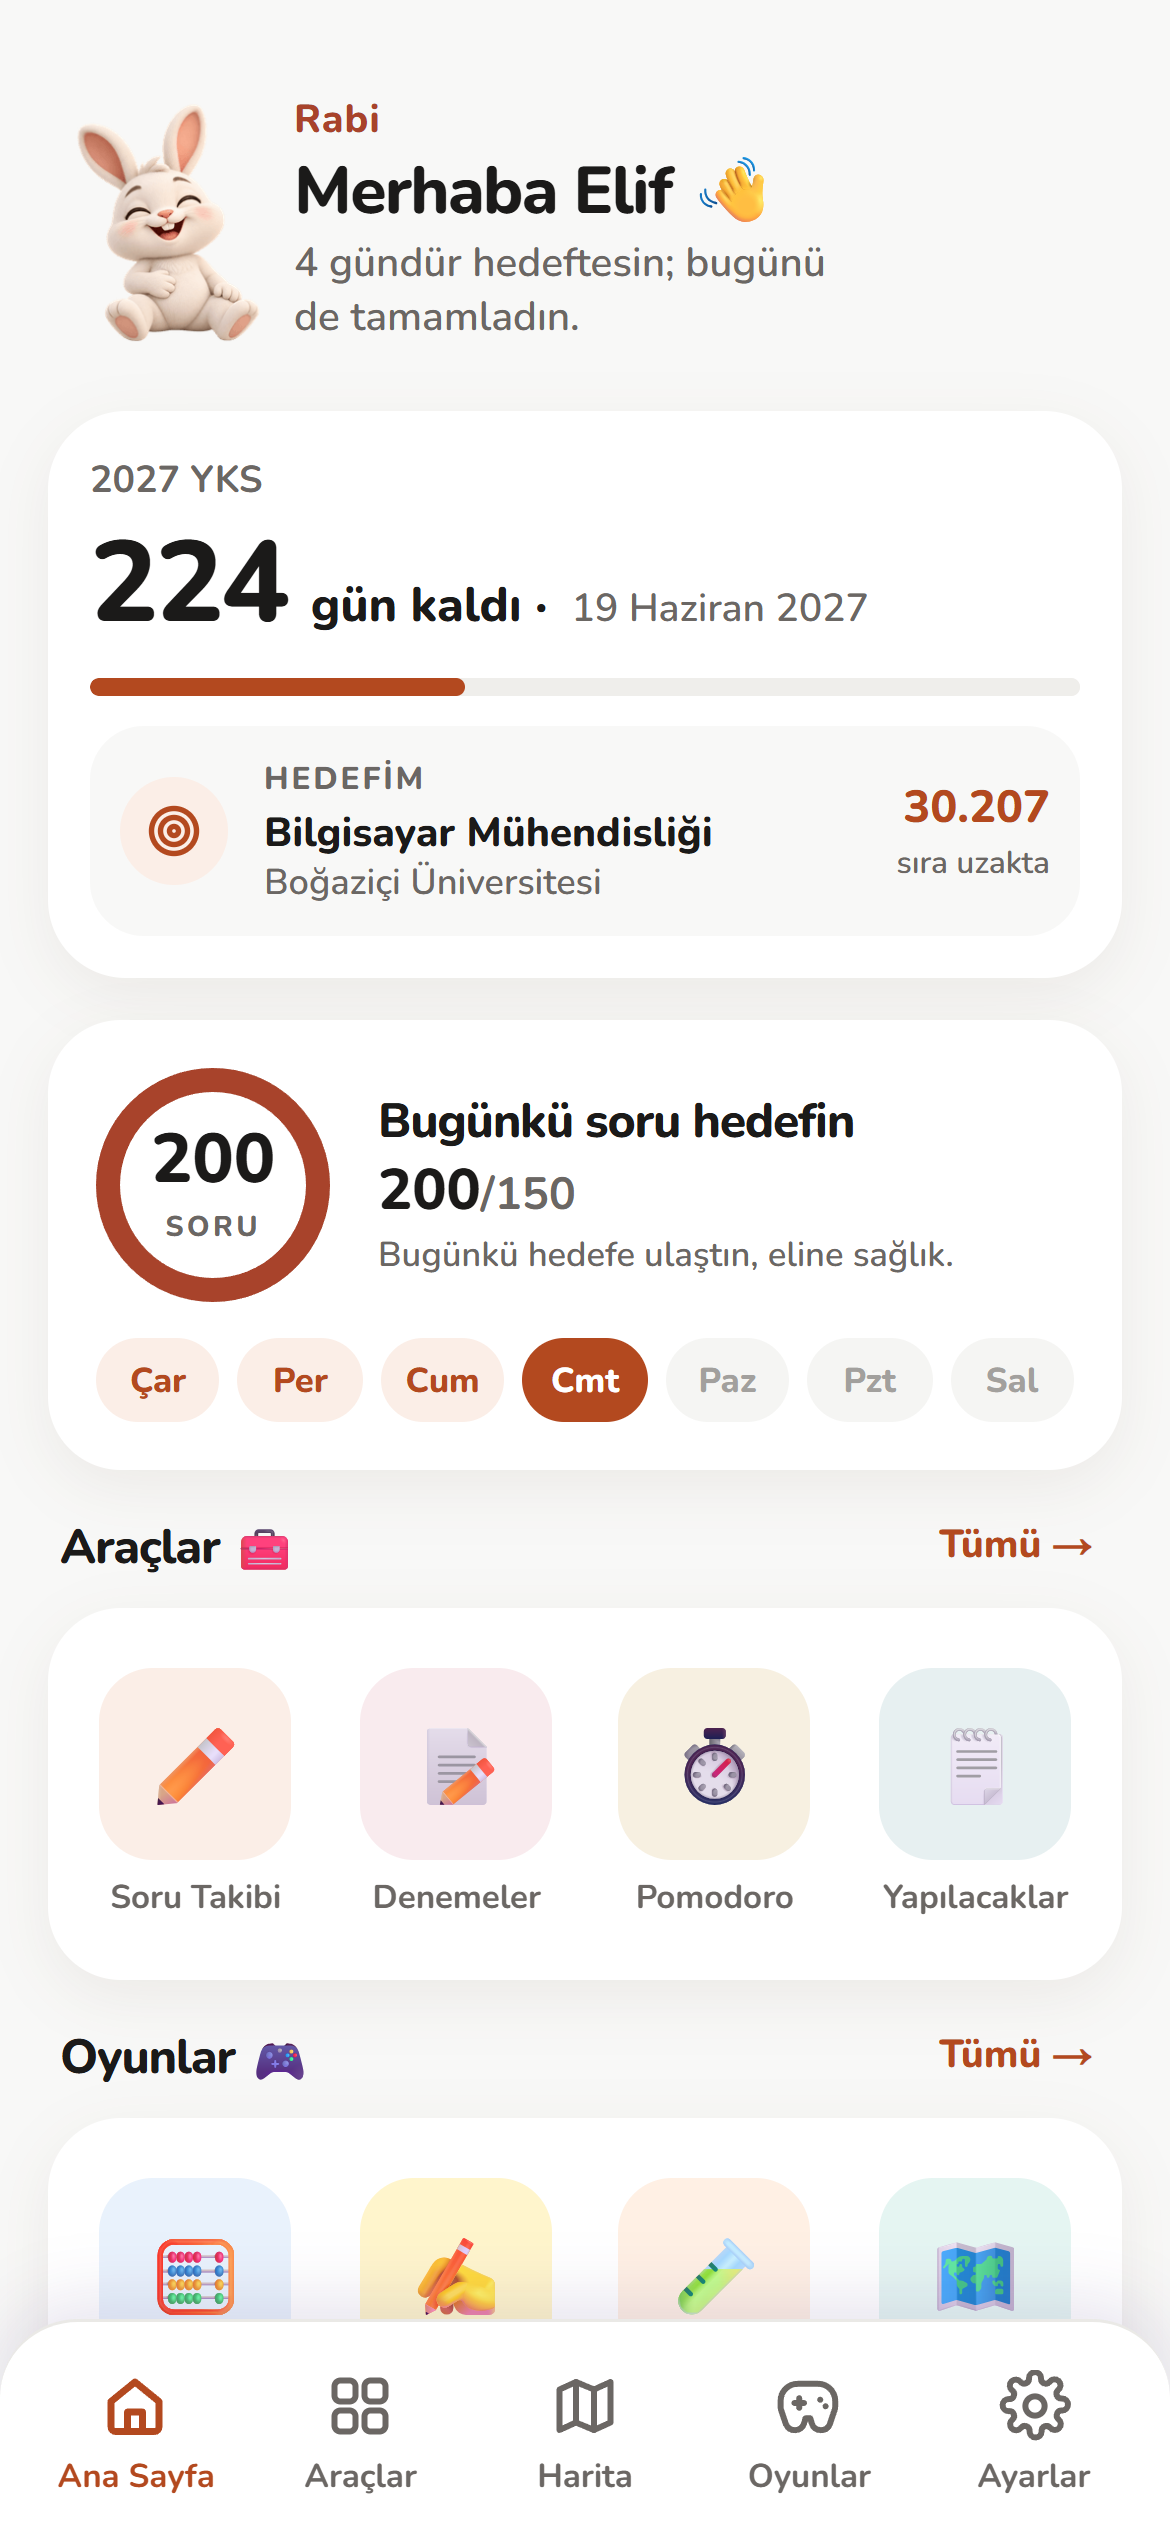 Rabi
Merhaba Elif 👋
4 gündür hedeftesin; bugünü
de tamamladın.
2027 YKS
224 gün kaldı · 19 Haziran 2027
HEDEFİM
Bilgisayar Mühendisliği
Boğaziçi Üniversitesi
30.207
sıra uzakta
200
SORU
Bugünkü soru hedefin
200/150
Bugünkü hedefe ulaştın, eline sağlık.
Çar Per Cum Cmt Paz Pzt Sal
Araçlar
Tümü →
Soru Takibi Denemeler Pomodoro Yapılacaklar
Oyunlar
Tümü →
Ana Sayfa Araçlar Harita Oyunlar Ayarlar